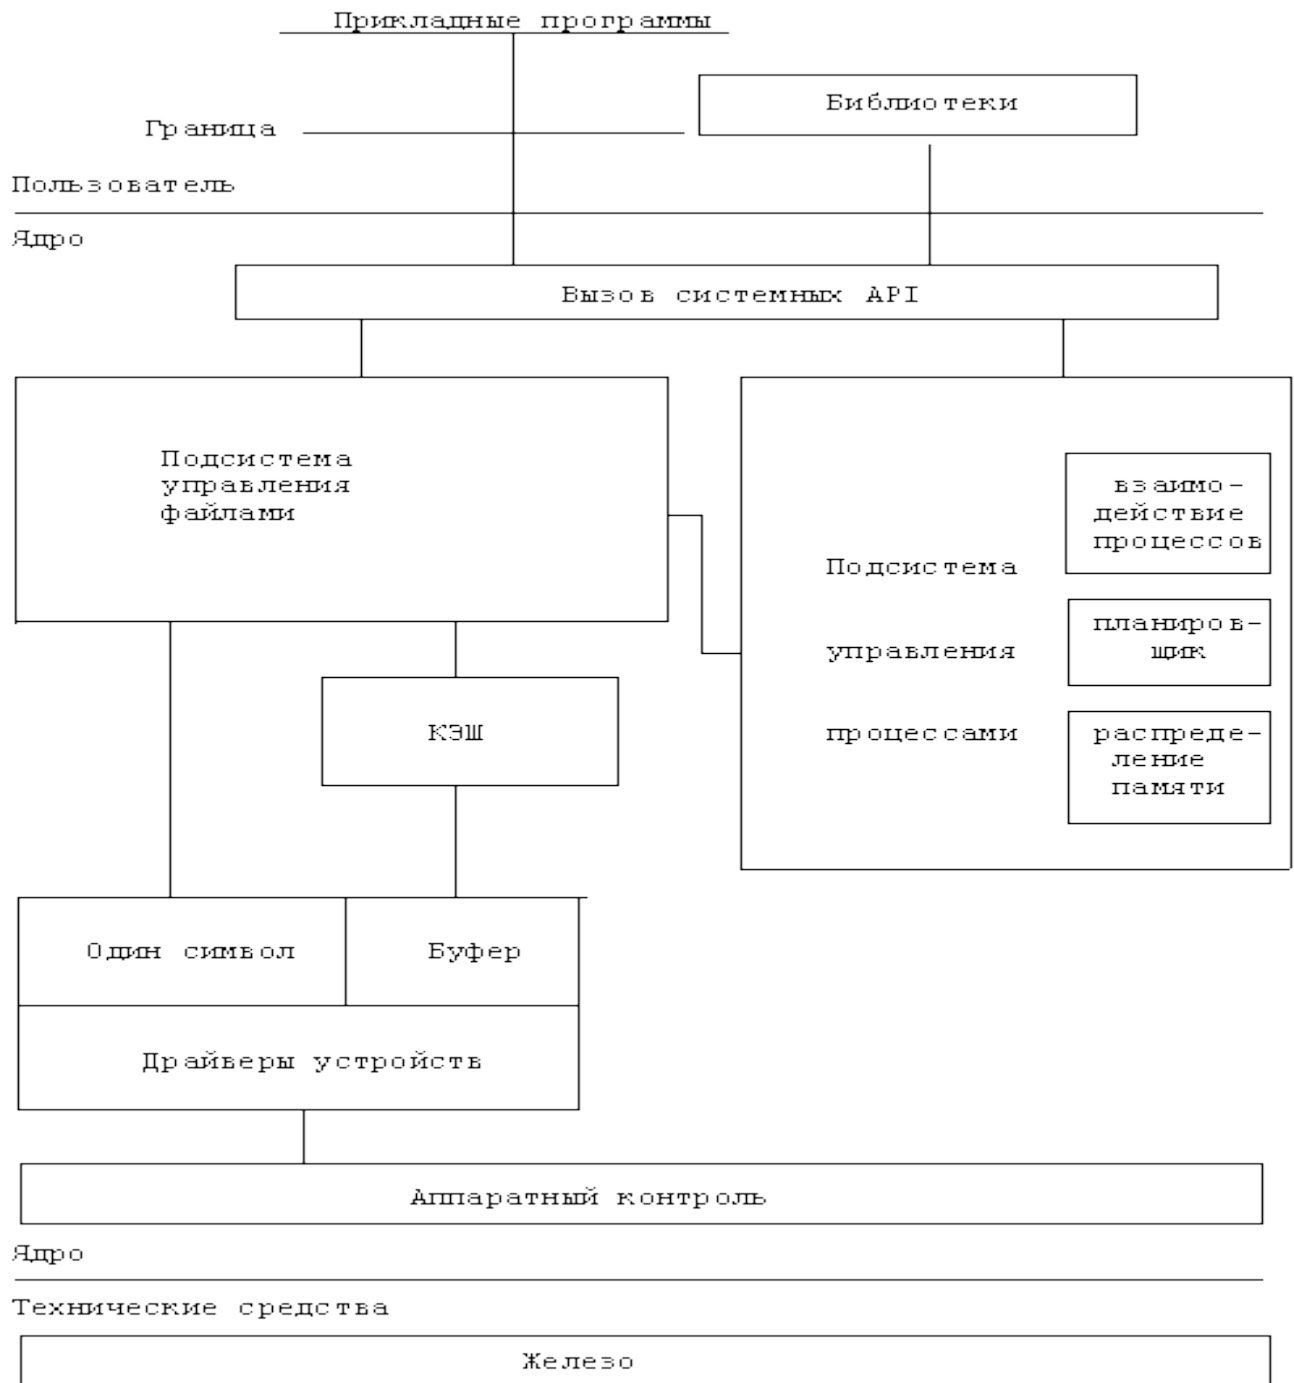 Прикладные программы
Библиотеки
Граница
Пользователь
Ядро
Вызов системных API
Подсистема
управления
файлами
взаимо-
действие
процессов
Подсистема
планиров-
щик
управления
КЭШ
процессами
распреде-
ление
памяти
Один символ
Буфер
Драйверы устройств
Аппаратный контроль
Ядро
Технические средства
Железо